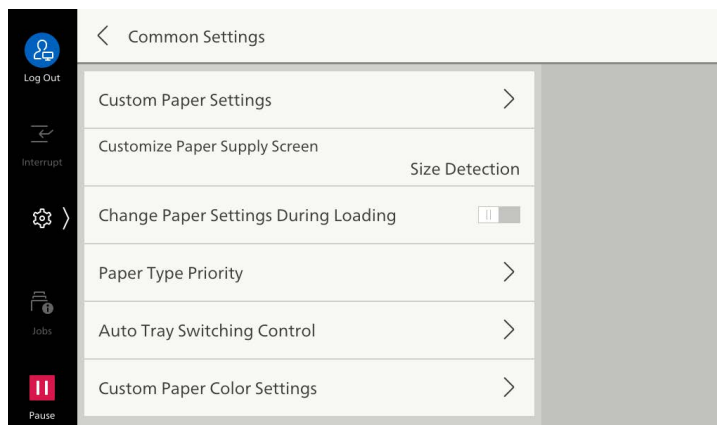 Common Settings
Log Out
Custom Paper Settings
Interrupt
Customize Paper Supply Screen
Size Detection
Change Paper Settings During Loading
Paper Type Priority
Jobs
Auto Tray Switching Control
Custom Paper Color Settings
Pause